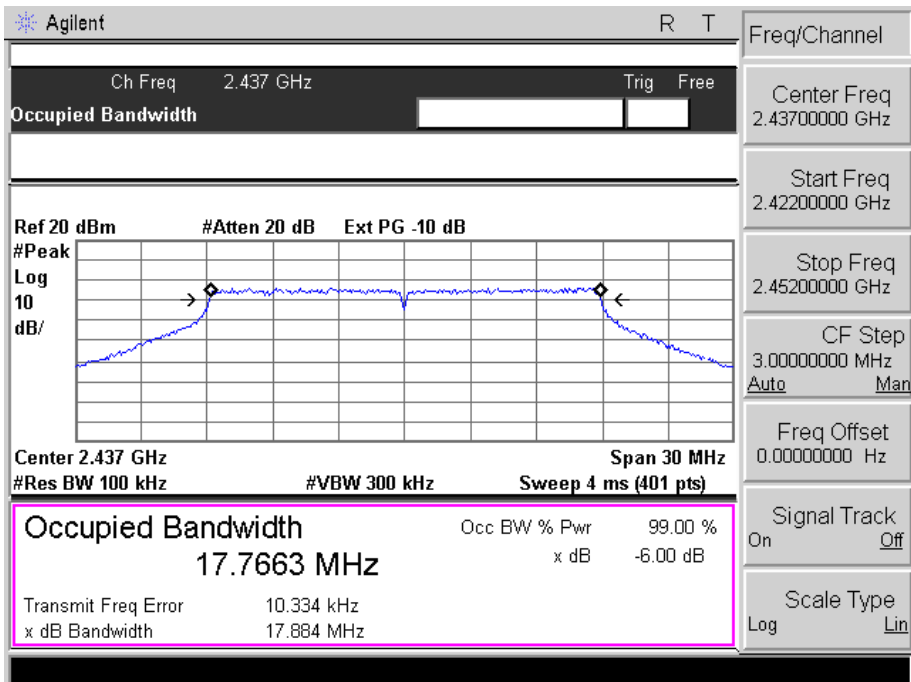 Agilent R T
Ch Freq 2.437 GHz Trig Free
Occupied Bandwidth
Ref 20 dBm #Atten 20 dB Ext PG -10 dB
#Peak
Log
10
dB/
Center 2.437 GHz Span 30 MHz
#Res BW 100 kHz #VBW 300 kHz Sweep 4 ms (401 pts)
Occupied Bandwidth Occ BW % Pwr 99.00 %
17.7663 MHz x dB -6.00 dB
Transmit Freq Error 10.334 kHz
x dB Bandwidth 17.884 MHz
Freq/Channel
Center Freq
2.43700000 GHz
Start Freq
2.42200000 GHz
Stop Freq
2.45200000 GHz
CF Step
3.00000000 MHz
Auto Man
Freq Offset
0.00000000 Hz
Signal Track
On Off
Scale Type
Log Lin